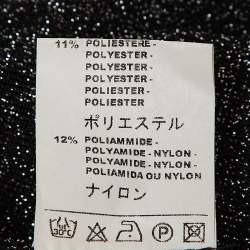 11% POLIESTERE -
POLYESTER -
POLYESTER -
POLYESTER -
POLIESTER -
POLIESTER
ポリエステル
12% POLIAMMIDE -
POLYAMIDE - NYLON -
POLYAMIDE - NYLON -
POLIAMIDA OU NYLON
ナイロン
30°C P